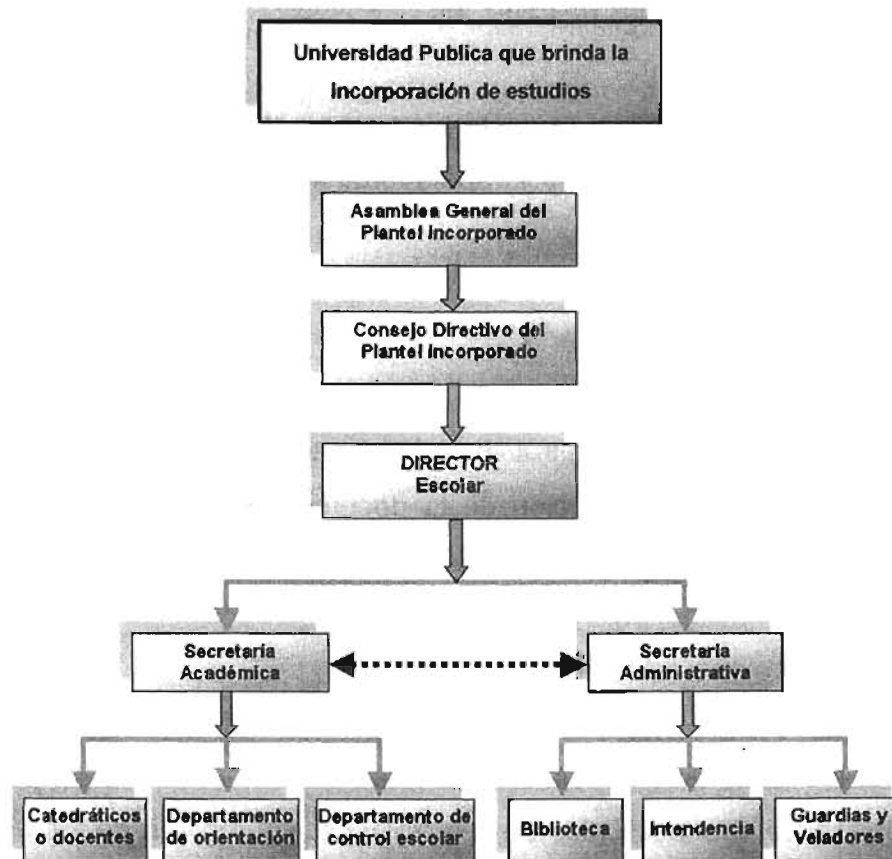 Universidad Publica que brinda la
incorporación de estudios
Asamblea General del
Plantel Incorporado
Consejo Directivo del
Plantel Incorporado
DIRECTOR
Escolar
Secretaria
Académica
Secretaria
Administrativa
Catedráticos
o docentes
Departamento
de orientación
Departamento de
control escolar
Biblioteca
Intendencia
Guardias y
Veladores